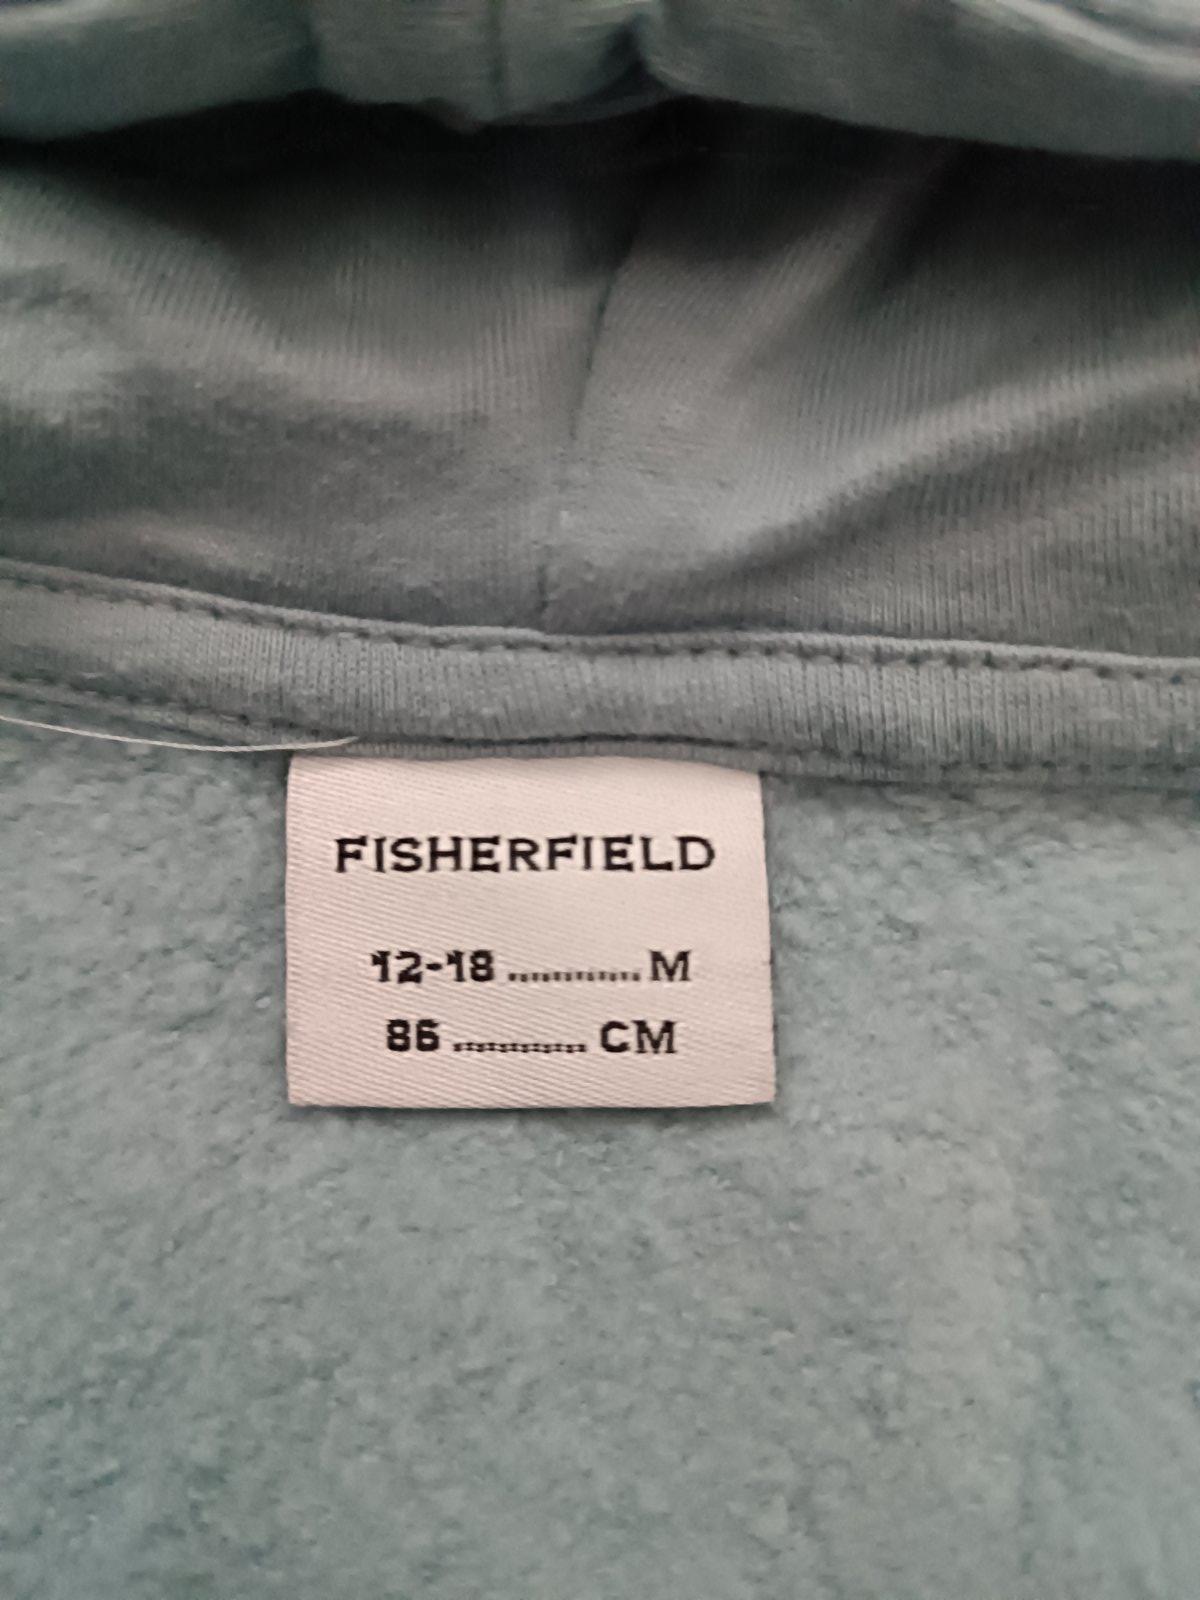 FISHERFIELD
12-18 ............ M
86 ............ CM